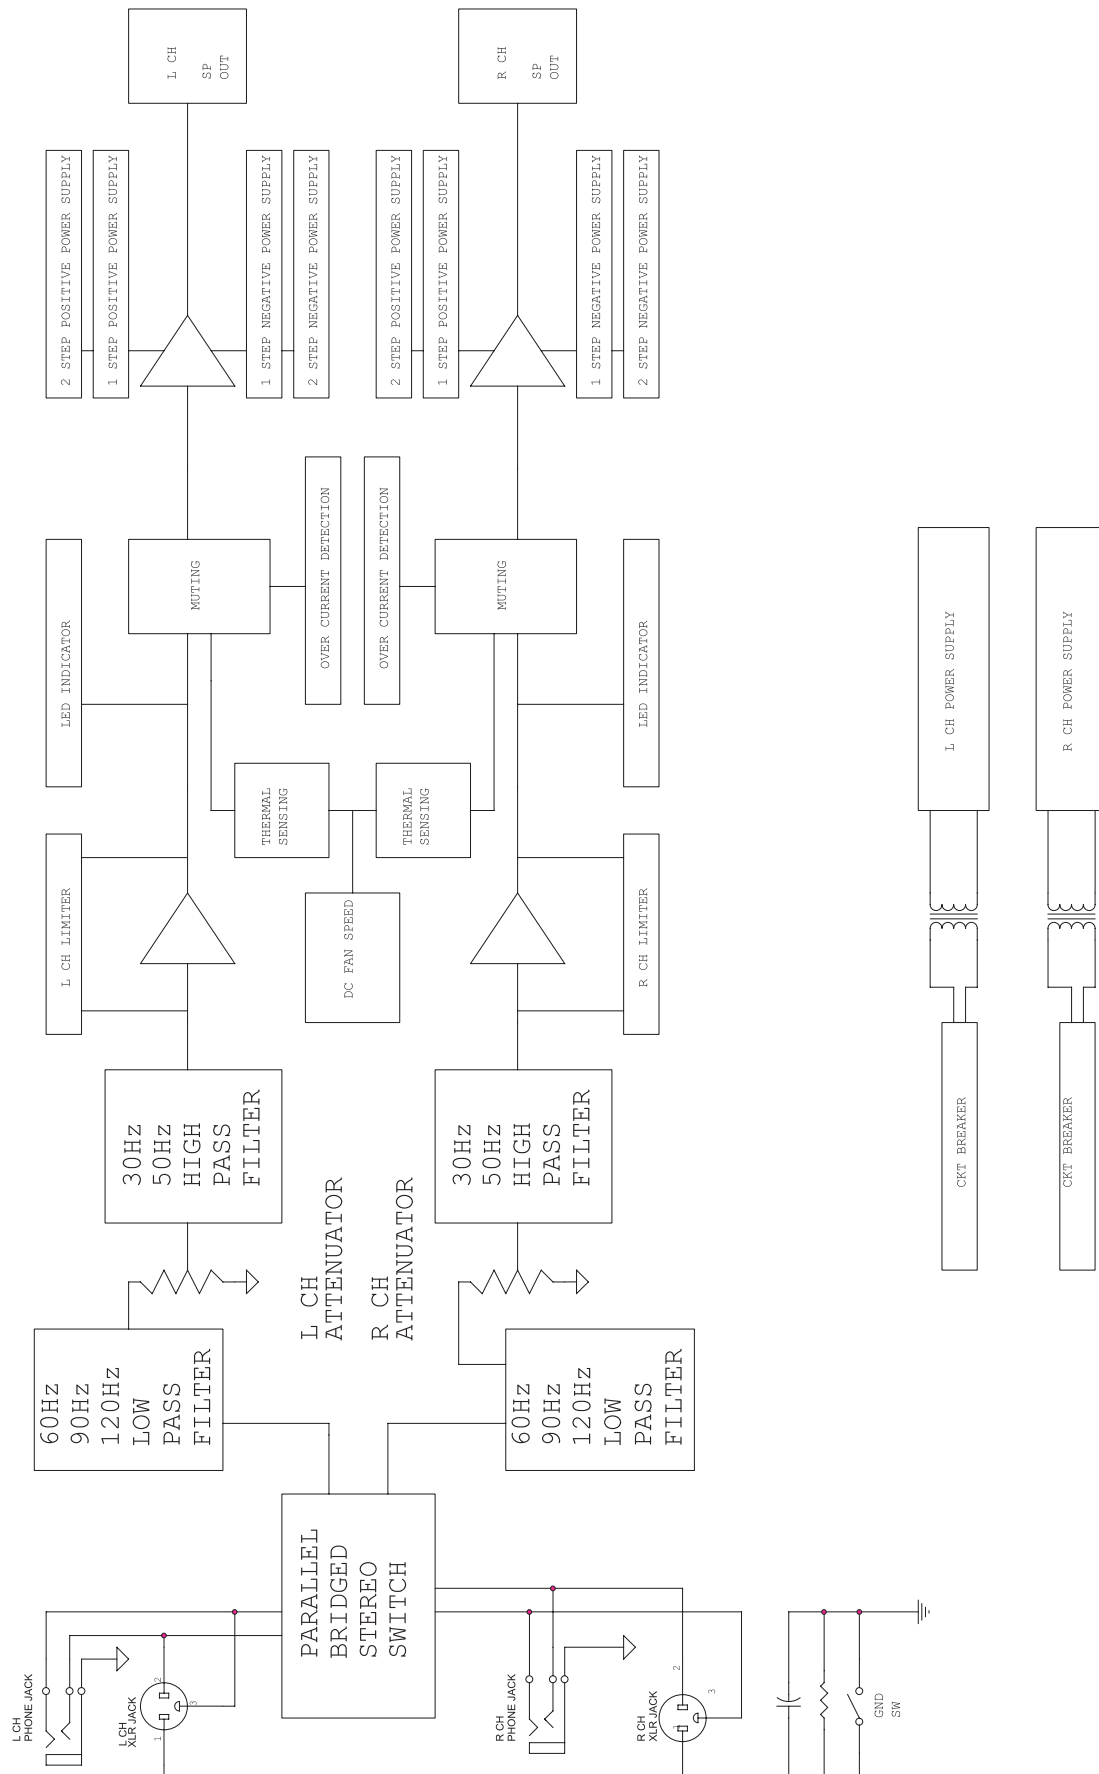 L CH
SP
OUT
R CH
SP
OUT
2 STEP POSITIVE POWER SUPPLY
1 STEP POSITIVE POWER SUPPLY
1 STEP NEGATIVE POWER SUPPLY
2 STEP NEGATIVE POWER SUPPLY
2 STEP POSITIVE POWER SUPPLY
1 STEP POSITIVE POWER SUPPLY
1 STEP NEGATIVE POWER SUPPLY
2 STEP NEGATIVE POWER SUPPLY
LED INDICATOR
MUTING
OVER CURRENT DETECTION
OVER CURRENT DETECTION
MUTING
LED INDICATOR
L CH POWER SUPPLY
R CH POWER SUPPLY
THERMAL
SENSING
THERMAL
SENSING
L CH LIMITER
DC FAN SPEED
R CH LIMITER
30Hz
50Hz
HIGH
PASS
FILTER
30Hz
50Hz
HIGH
PASS
FILTER
CKT BREAKER
CKT BREAKER
L CH
ATTENUATOR
R CH
ATTENUATOR
60Hz
90Hz
120Hz
LOW
PASS
FILTER
60Hz
90Hz
120Hz
LOW
PASS
FILTER
PARALLEL
BRIDGED
STEREO
SWITCH
L CH
PHONE JACK
L CH
XLR JACK
1
2
3
R CH
PHONE JACK
R CH
XLR JACK
1
2
3
GND
SW